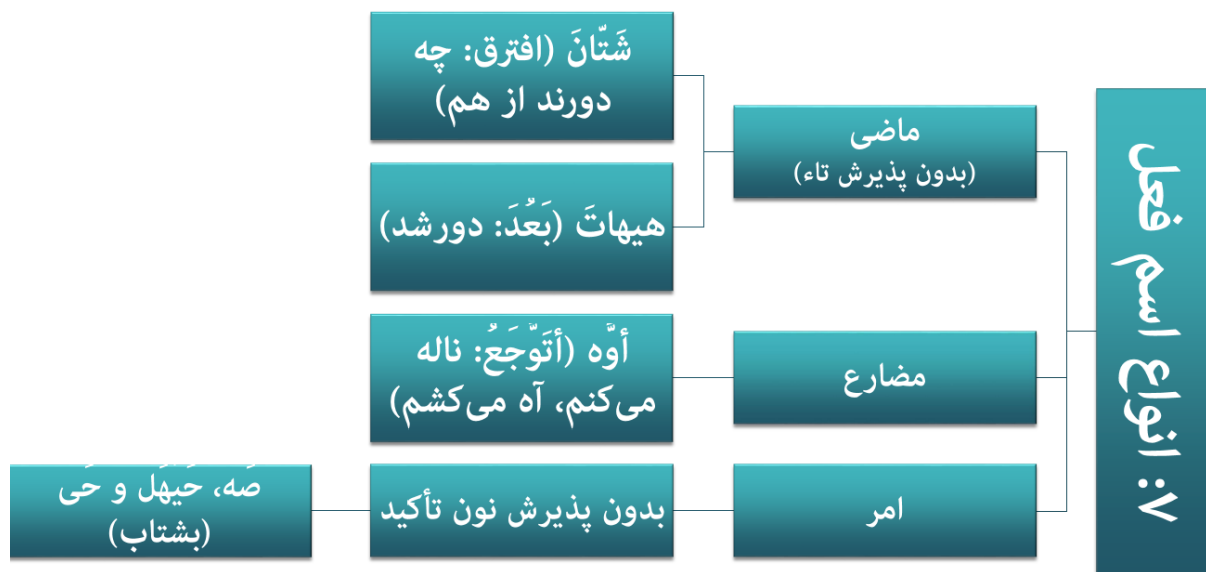 ۷: انواع اسم فعل
ماضی
(بدون پذیرش تاء)
شَتّانَ (افترق: چه
دورند از هم)
هیهاتَ (بَعُدَ: دورشد)
مضارع
أوَّه (أتَوَّجَعُ: ناله
می‌کنم، آه می‌کشم)
امر
بدون پذیرش نون تأکید
صَه، حَیهَل و حَی
(بشتاب)